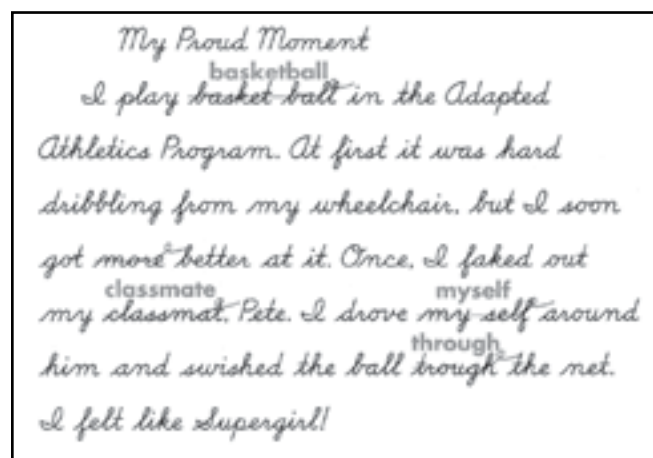 My Proud Moment
basketball
I play basket ball in the Adapted
Athletics Program. At first it was hard
dribbling from my wheelchair, but I soon
got more better at it. Once, I faked out
classmate myself
my classmat, Pete. I drove my self around
through
him and swished the ball trough the net.
I felt like Supergirl!